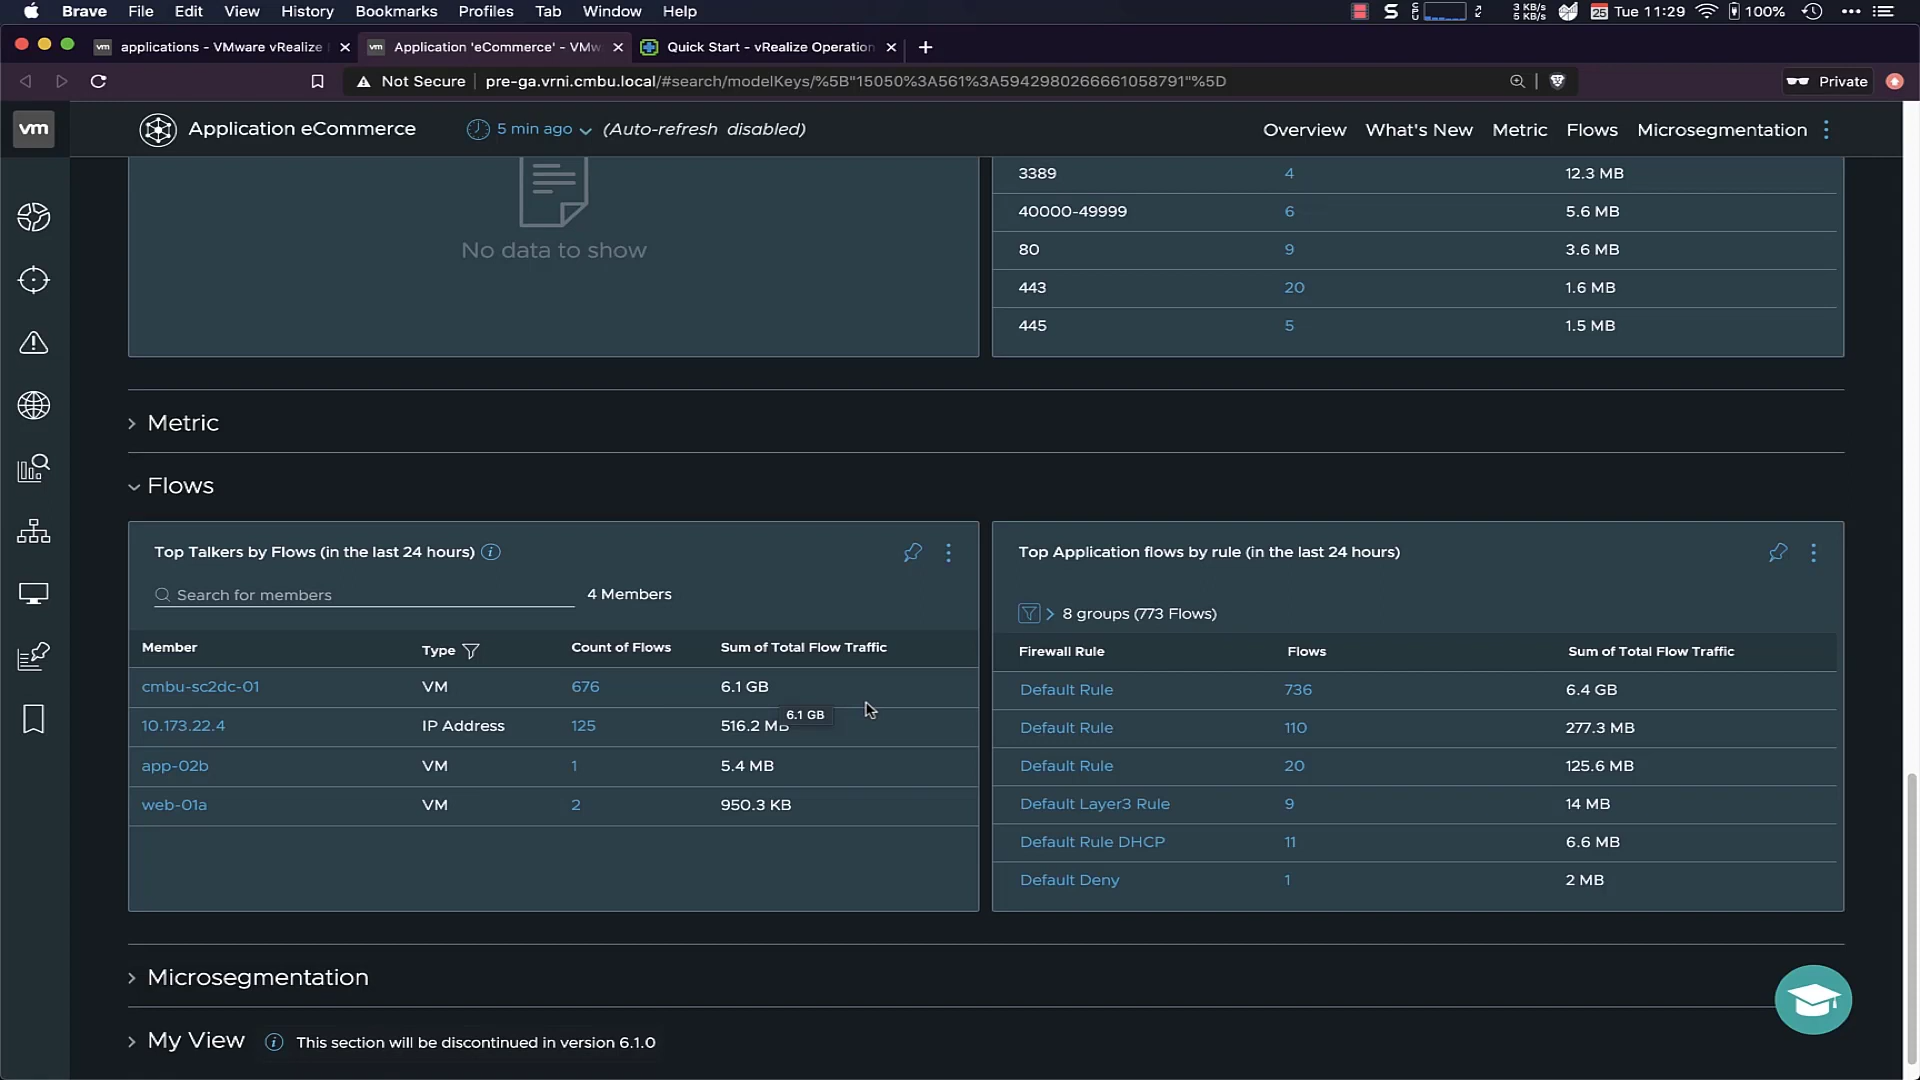 Brave File Edit View History Bookmarks Profiles Tab Window Help
3 KB/s
5 KB/s
25 Tue 11:29 100%
vm applications - VMware vRealize
vm Application 'eCommerce' - VMw
Quick Start - vRealize Operation
Not Secure pre-ga.vrni.cmbu.local/#search/modelKeys/%5B"15050%3A561%3A5942980266661058791"%5D
Private
vm
Application eCommerce
5 min ago (Auto-refresh disabled)
Overview What's New Metric Flows Microsegmentation
No data to show
3389 4 12.3 MB
40000-49999 6 5.6 MB
80 9 3.6 MB
443 20 1.6 MB
445 5 1.5 MB
Metric
Flows
Top Talkers by Flows (in the last 24 hours)
Search for members 4 Members
Member Type Count of Flows Sum of Total Flow Traffic
cmbu-sc2dc-01 VM 676 6.1 GB
6.1 GB
10.173.22.4 IP Address 125 516.2 MB
app-02b VM 1 5.4 MB
web-01a VM 2 950.3 KB
Top Application flows by rule (in the last 24 hours)
8 groups (773 Flows)
Firewall Rule Flows Sum of Total Flow Traffic
Default Rule 736 6.4 GB
Default Rule 110 277.3 MB
Default Rule 20 125.6 MB
Default Layer3 Rule 9 14 MB
Default Rule DHCP 11 6.6 MB
Default Deny 1 2 MB
Microsegmentation
My View This section will be discontinued in version 6.1.0